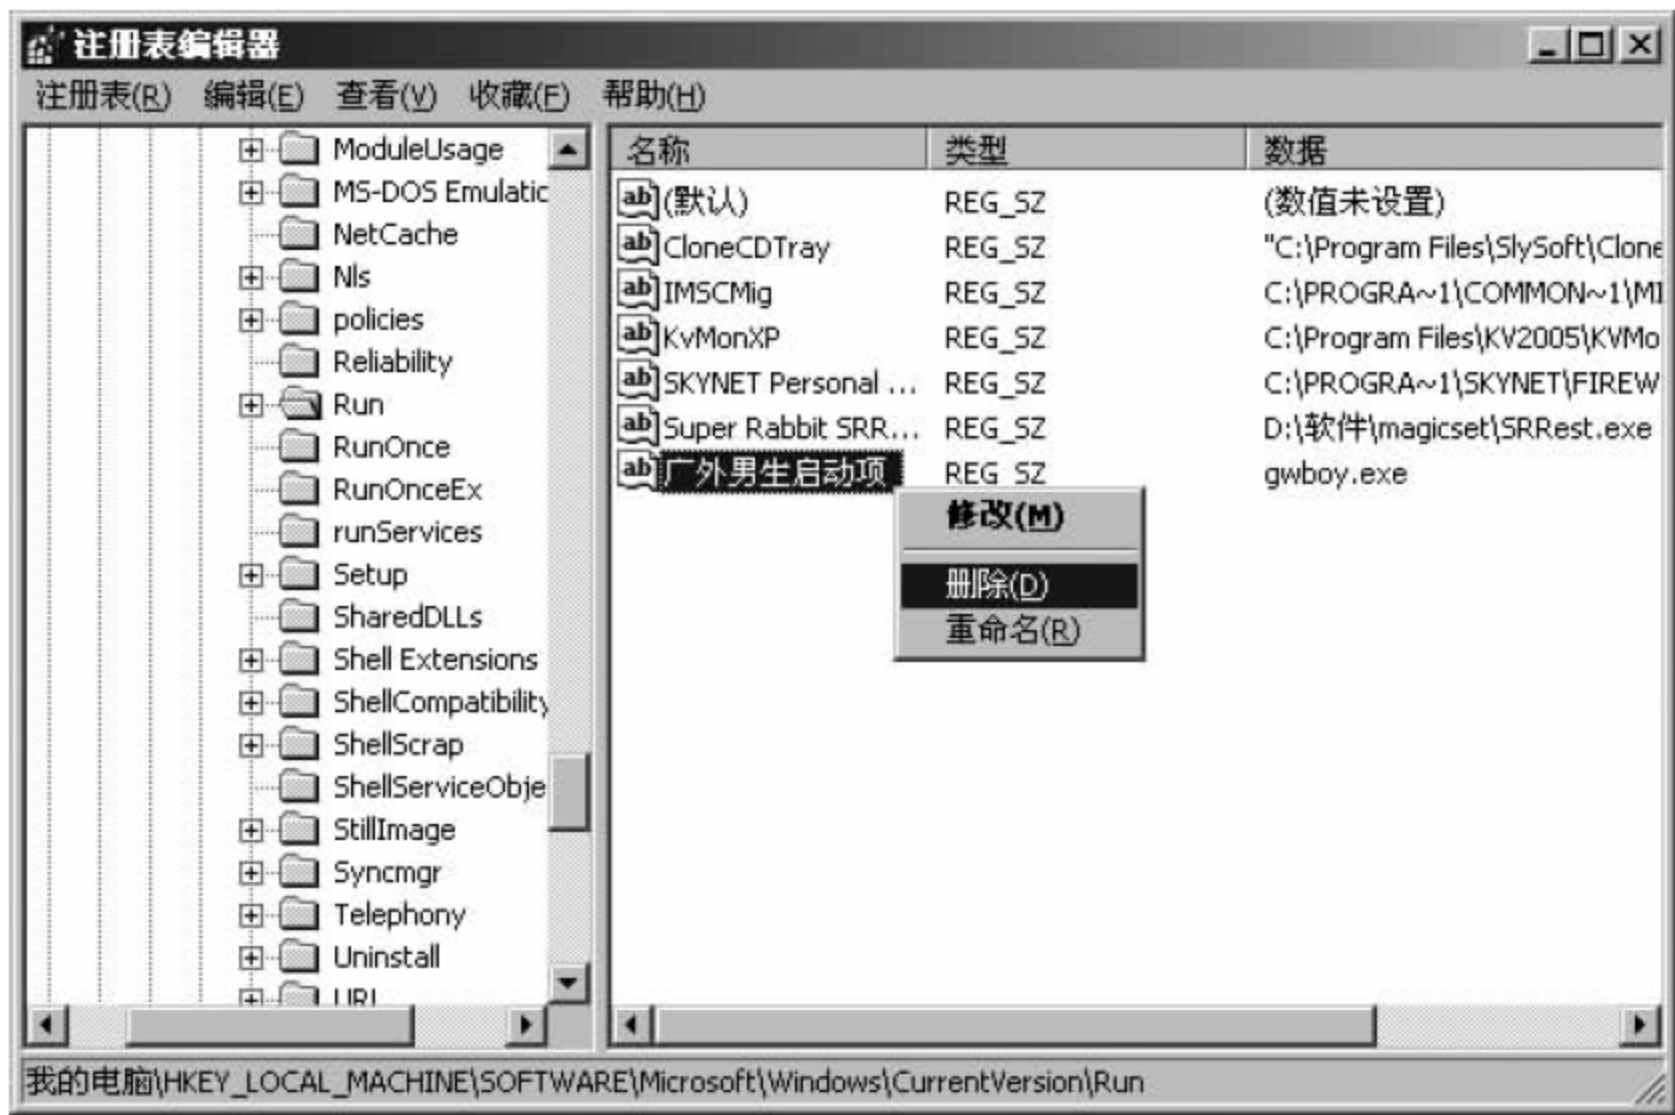 注册表编辑器
注册表(R) 编辑(E) 查看(V) 收藏(F) 帮助(H)
ModuleUsage
MS-DOS Emulatic
NetCache
Nls
policies
Reliability
Run
RunOnce
RunOnceEx
runServices
Setup
SharedDLLs
Shell Extensions
ShellCompatibility
ShellScrap
ShellServiceObje
StillImage
Syncmgr
Telephony
Uninstall
URL
名称 类型 数据
(默认) REG_SZ (数值未设置)
CloneCDTray REG_SZ "C:\Program Files\SlySoft\Clone
IMSCMig REG_SZ C:\PROGRA~1\COMMON~1\MI
KvMonXP REG_SZ C:\Program Files\KV2005\KVMo
SKYNET Personal ... REG_SZ C:\PROGRA~1\SKYNET\FIREW
Super Rabbit SRR... REG_SZ D:\软件\magicset\SRRest.exe
广外男生启动项 REG_SZ gwboy.exe
修改(M)
删除(D)
重命名(R)
我的电脑\HKEY_LOCAL_MACHINE\SOFTWARE\Microsoft\Windows\CurrentVersion\Run